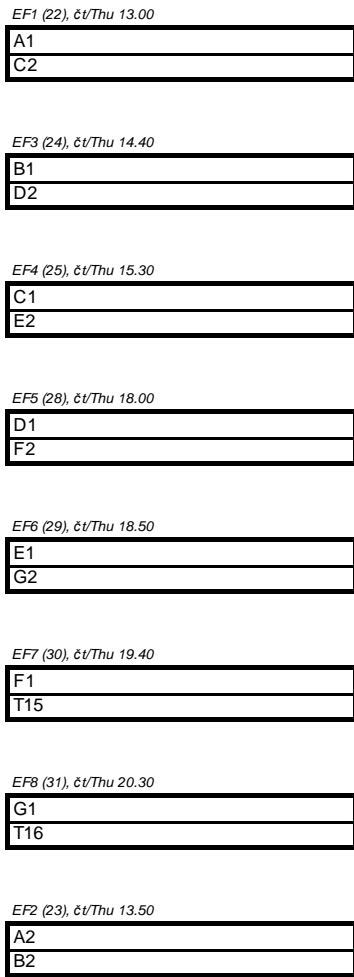 EF1 (22), čt/Thu 13.00
A1
C2
EF3 (24), čt/Thu 14.40
B1
D2
EF4 (25), čt/Thu 15.30
C1
E2
EF5 (28), čt/Thu 18.00
D1
F2
EF6 (29), čt/Thu 18.50
E1
G2
EF7 (30), čt/Thu 19.40
F1
T15
EF8 (31), čt/Thu 20.30
G1
T16
EF2 (23), čt/Thu 13.50
A2
B2